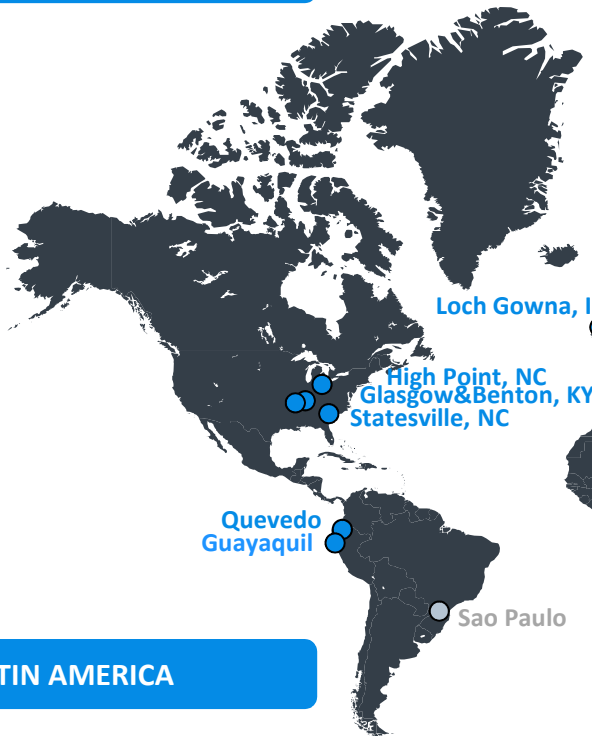 Loch Gowna, I
High Point, NC
Glasgow&Benton, KY
Statesville, NC
Quevedo
Guayaquil
Sao Paulo
TIN AMERICA